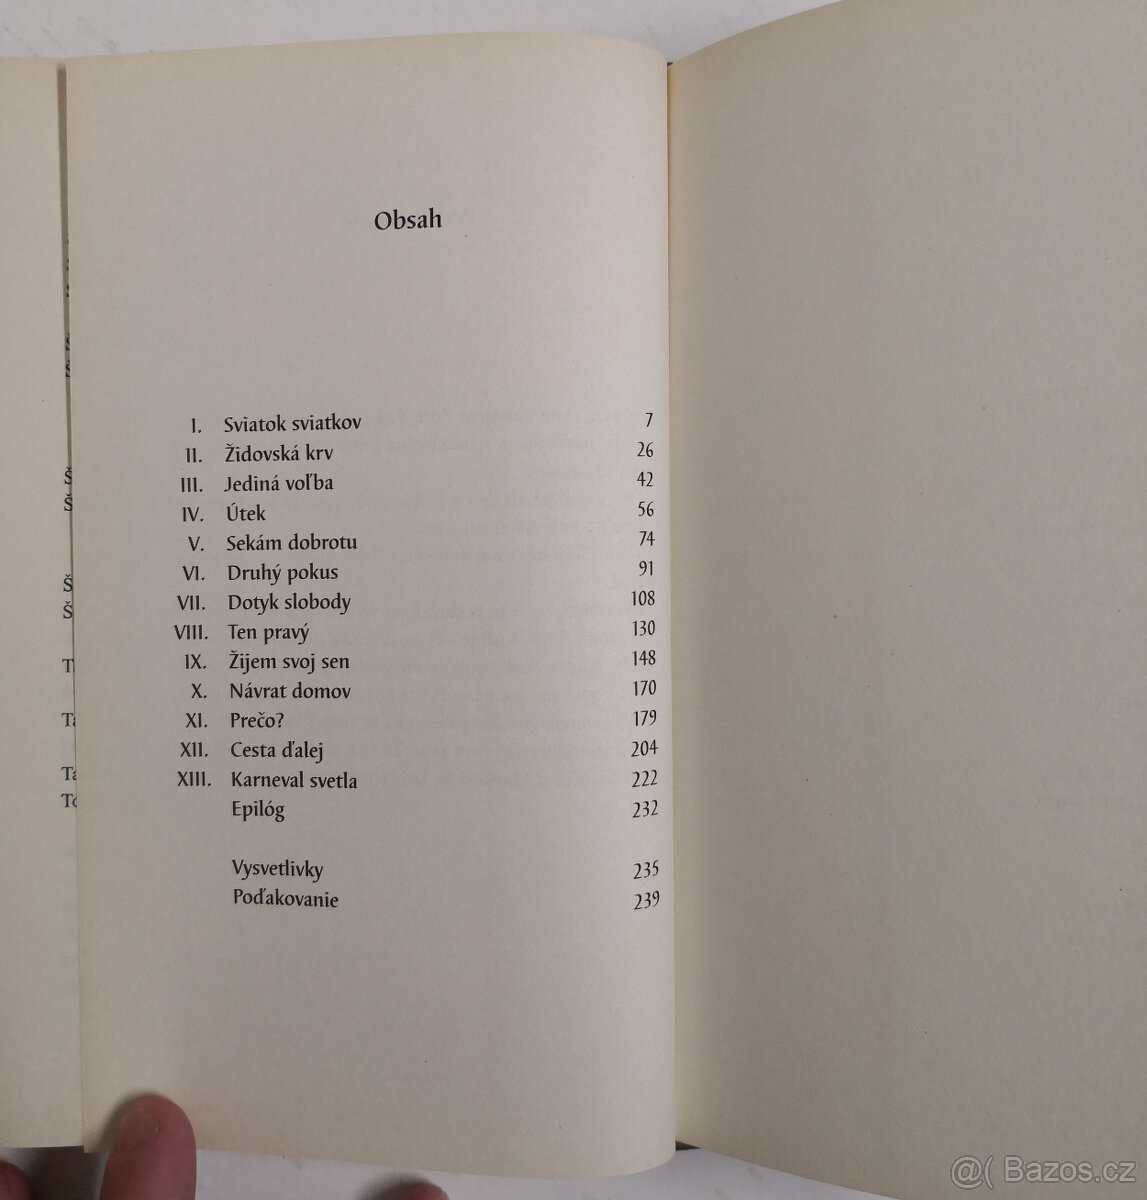 Obsah
I. Sviatok sviatkov 7
II. Židovská krv 26
III. Jediná voľba 42
IV. Útek 56
V. Sekám dobrotu 74
VI. Druhý pokus 91
VII. Dotyk slobody 108
VIII. Ten pravý 130
IX. Žijem svoj sen 148
X. Návrat domov 170
XI. Prečo? 179
XII. Cesta ďalej 204
XIII. Karneval svetla 222
Epilóg 232
Vysvetlivky 235
Poďakovanie 239
@( Bazos.cz